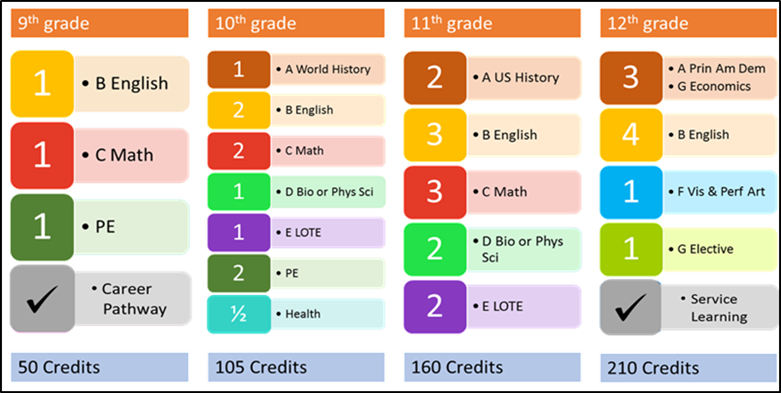 9th grade
1
• B English
1
• C Math
1
• PE
✓
• Career
Pathway
50 Credits
10th grade
1
• A World History
2
• B English
2
• C Math
1
• D Bio or Phys Sci
1
• E LOTE
2
• PE
½
• Health
105 Credits
11th grade
2
• A US History
3
• B English
3
• C Math
2
• D Bio or Phys
Sci
2
• E LOTE
160 Credits
12th grade
3
• A Prin Am Dem
• G Economics
4
• B English
1
• F Vis & Perf Art
1
• G Elective
✓
• Service
Learning
210 Credits